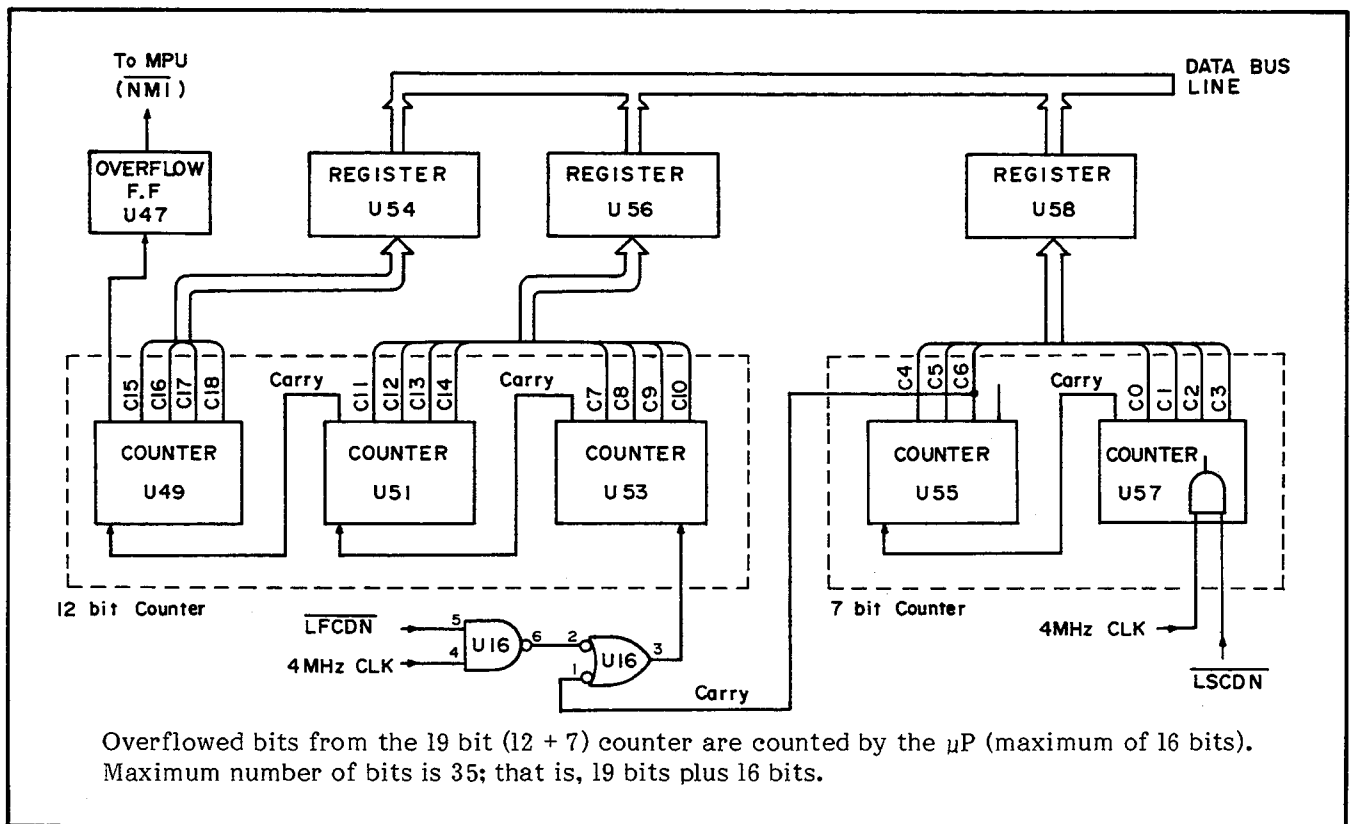 To MPU
(NMI)
DATA BUS
LINE
OVERFLOW
F.F
U47
REGISTER
U54
REGISTER
U56
REGISTER
U58
C15
C16
C17
C18
Carry
C11
C12
C13
C14
Carry
C7
C8
C9
C10
C4
C5
C6
Carry
C0
C1
C2
C3
COUNTER
U49
COUNTER
U51
COUNTER
U53
COUNTER
U55
COUNTER
U57
12 bit Counter
7 bit Counter
LFCDN
5
4
U16
6
2
1
U16
3
4MHz CLK
Carry
4MHz CLK
LSCDN
Overflowed bits from the 19 bit (12 + 7) counter are counted by the μP (maximum of 16 bits).
Maximum number of bits is 35; that is, 19 bits plus 16 bits.